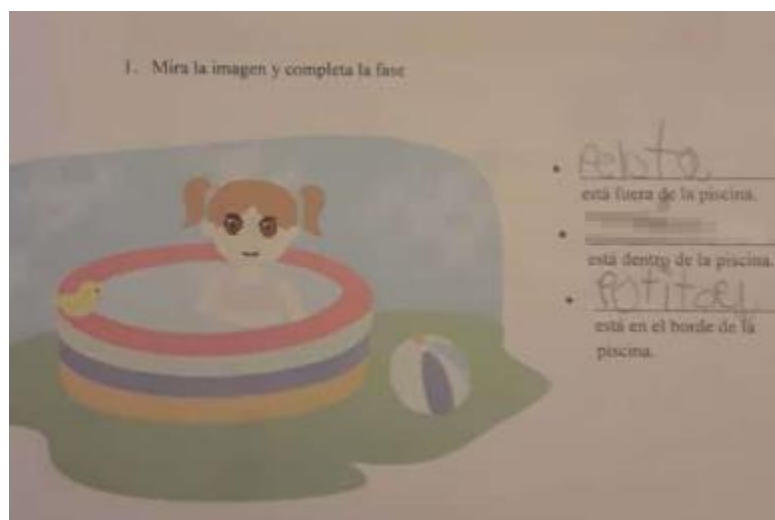 1. Mira la imagen y completa la fase
está fuera de la piscina.
está dentro de la piscina.
está en el borde de la
piscina.